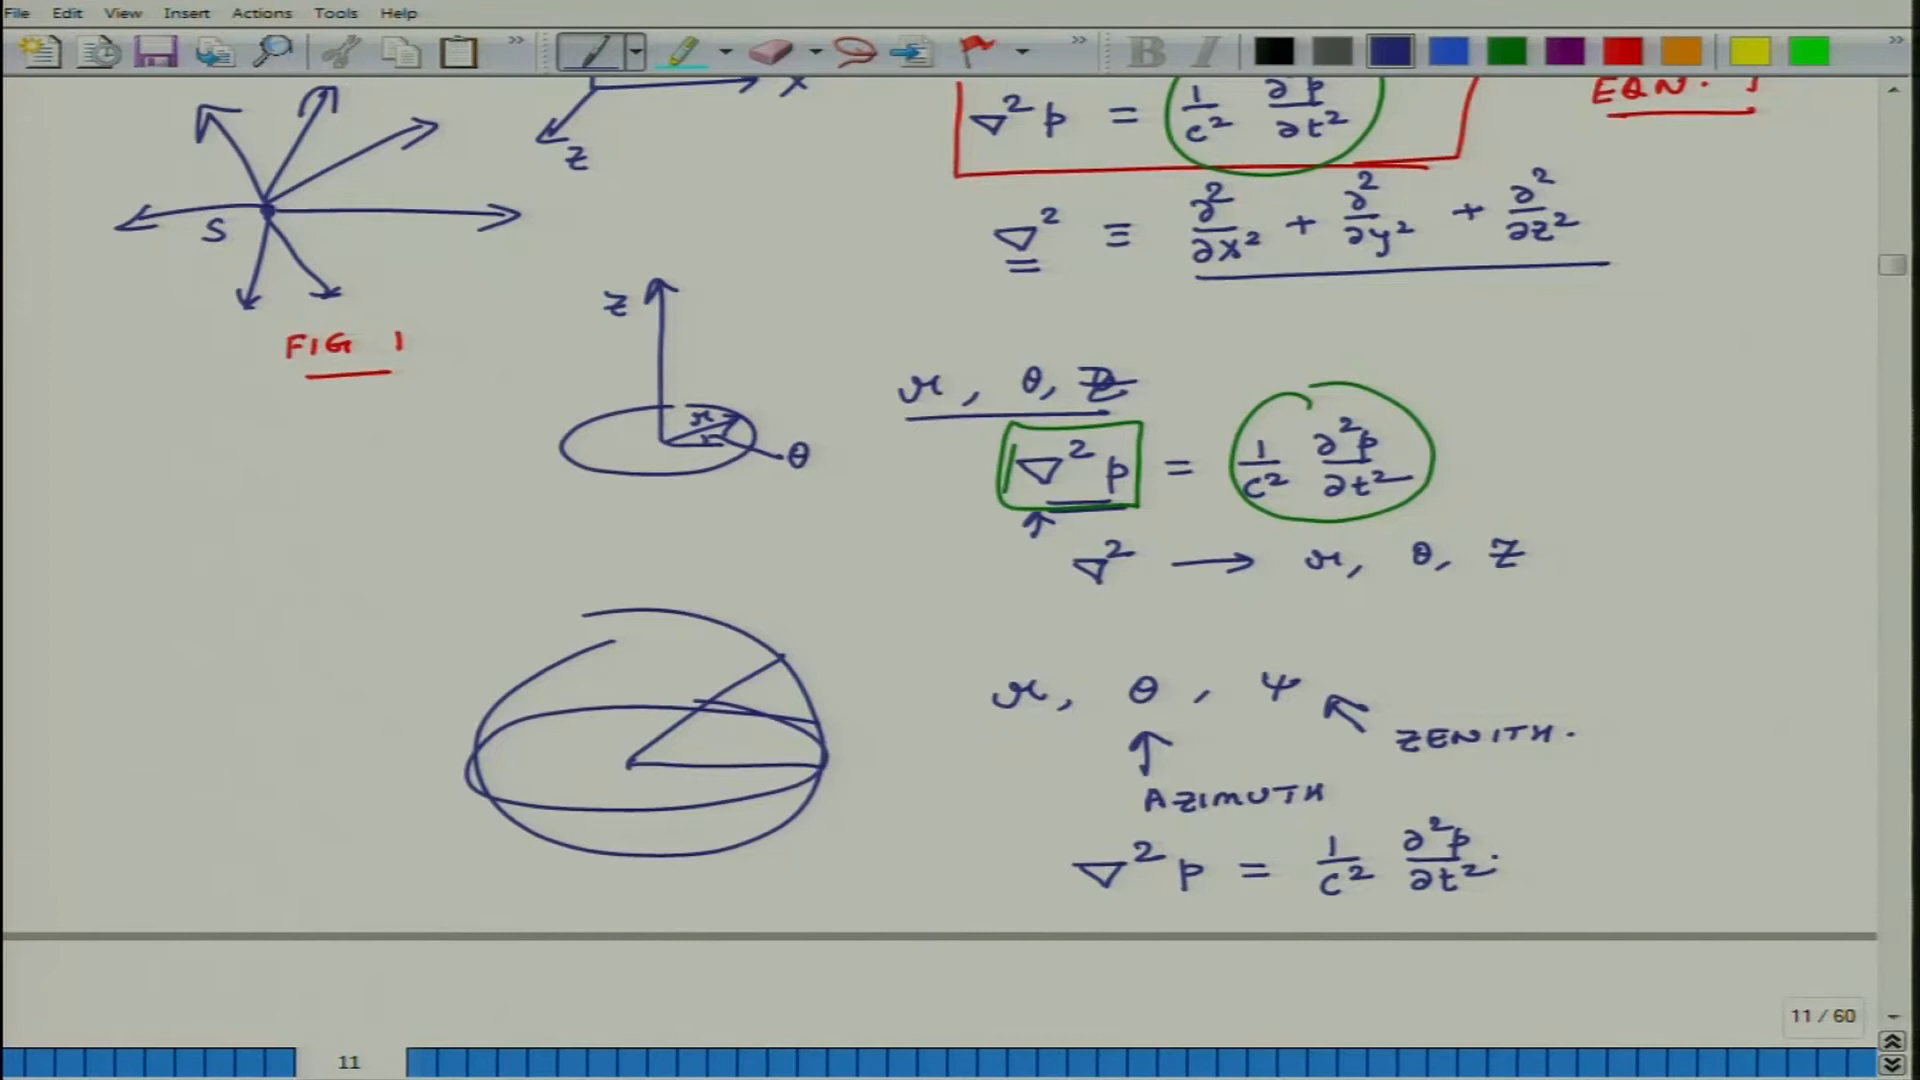 File Edit View Insert Actions Tools Help
B I
X
Z
∇²p = 1/c² ∂p/∂t²
EQN. 1
S
∇² ≡ ∂²/∂x² + ∂²/∂y² + ∂²/∂z²
FIG 1
Z
r
θ
r, θ, Z
∇²p = 1/c² ∂²p/∂t²
∇² → r, θ, Z
r, θ, ψ
ZENITH.
AZIMUTH
∇²p = 1/c² ∂²p/∂t².
11 / 60
11